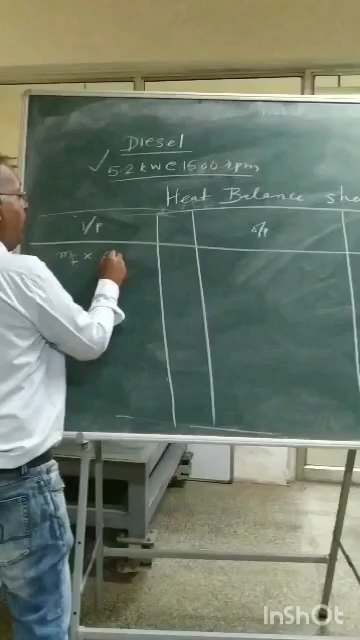 Diesel
5.2 kW @ 1500 rpm
Heat Balance She
i/p
o/p
mf × C
InShOt